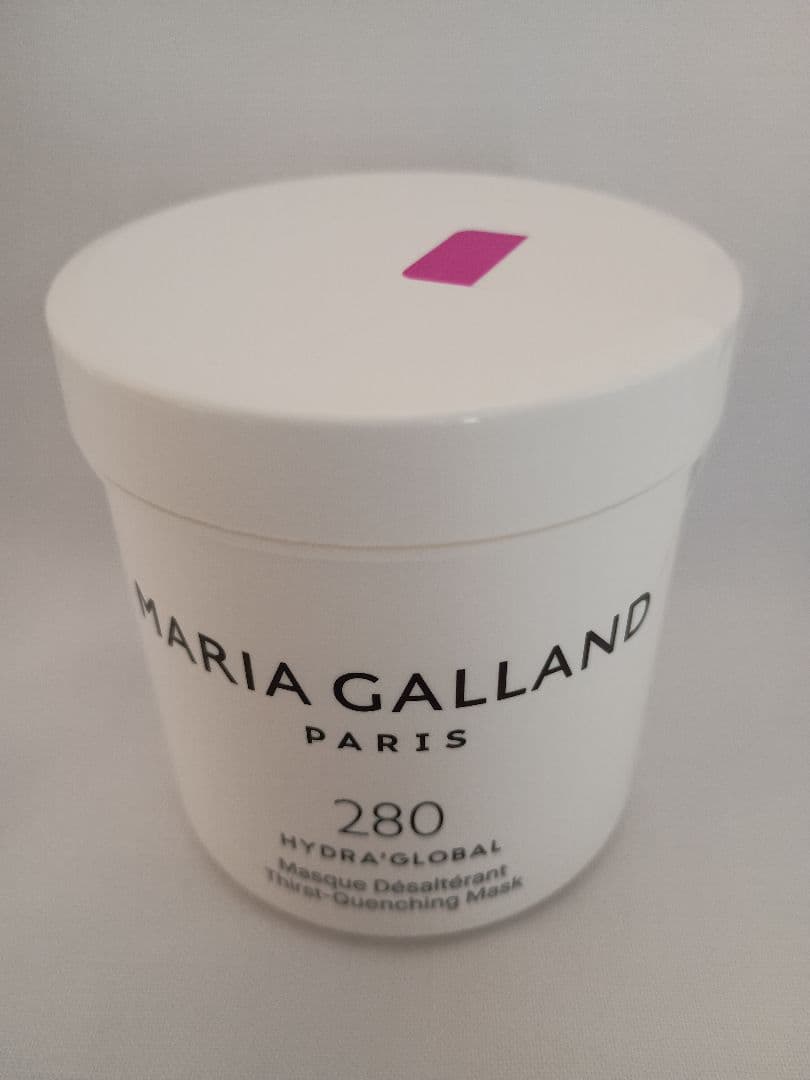 MARIA GALLAND
PARIS
280
HYDRA'GLOBAL
Masque Désaltérant
Thirst-Quenching Mask